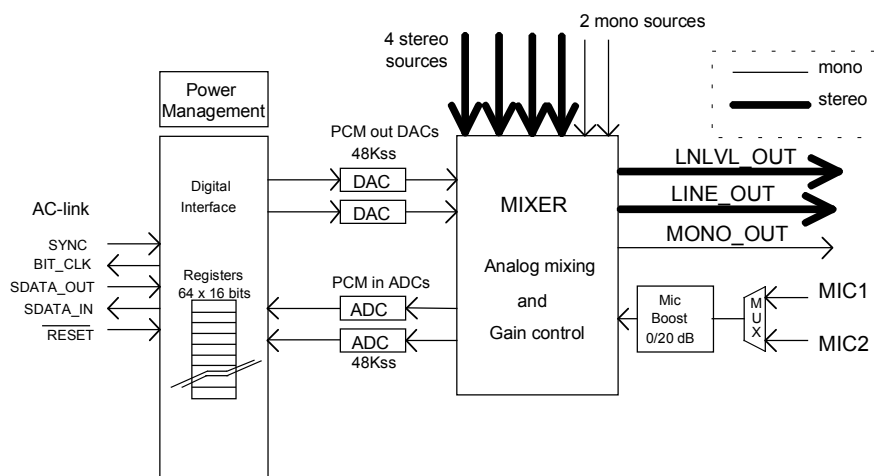 2 mono sources
4 stereo
sources
mono
stereo
Power
Management
PCM out DACs
48Kss
DAC
DAC
Digital
Interface
AC-link
SYNC
BIT_CLK
SDATA_OUT
SDATA_IN
RESET
Registers
64 x 16 bits
PCM in ADCs
ADC
ADC
48Kss
MIXER
Analog mixing
and
Gain control
LNLVL_OUT
LINE_OUT
MONO_OUT
Mic
Boost
0/20 dB
MUX
MIC1
MIC2